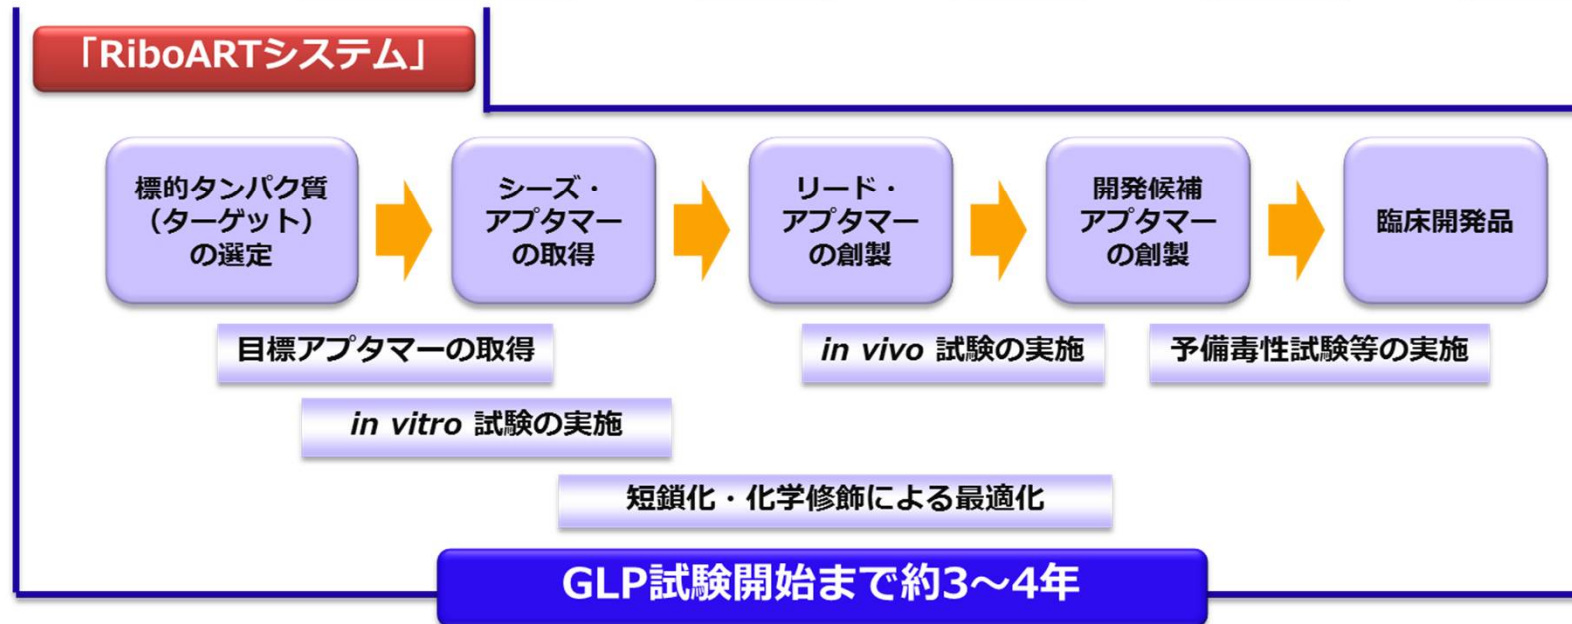 「RiboARTシステム」
標的タンパク質
（ターゲット）
の選定
シーズ・
アプタマー
の取得
リード・
アプタマー
の創製
開発候補
アプタマー
の創製
臨床開発品
目標アプタマーの取得
in vivo 試験の実施
予備毒性試験等の実施
in vitro 試験の実施
短鎖化・化学修飾による最適化
GLP試験開始まで約3～4年